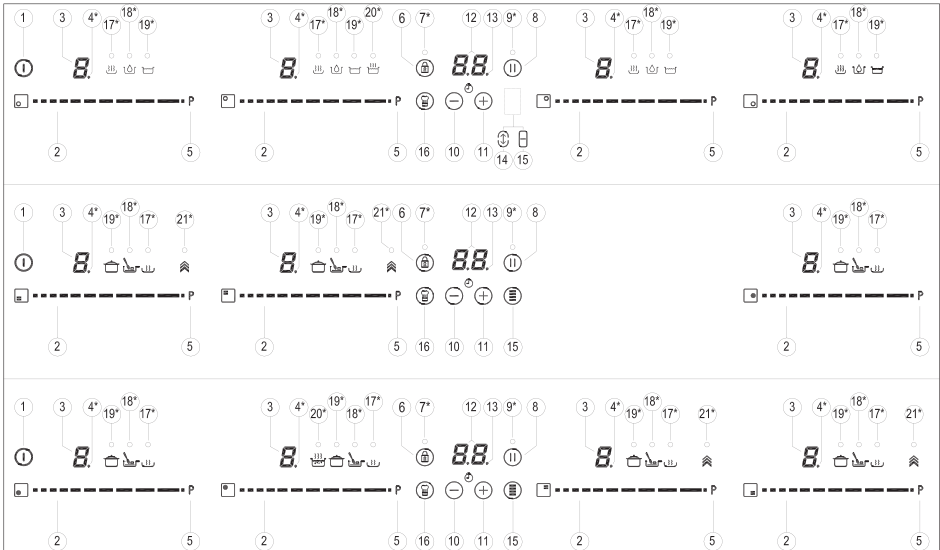 18* 18* 20* 18* 18*
1 3 4* 17* 19* 3 4* 17* 19* 6 7* 12 13 9* 8 3 4* 17* 19* 3 4* 17* 19*
8. 8. 8.8. 8. 8.
P P P P
2 5 2 5 16 10 11 14 15 2 5 2 5
18* 18* 18*
1 3 4* 19* 17* 21* 3 4* 19* 17* 21* 6 7* 12 13 9* 8 3 4* 19* 17*
8. 8. 8.8. 8.
P P P
2 5 2 5 16 10 11 15 2 5
18* 19* 17* 18* 18*
1 3 4* 19* 17* 3 4* 20* 18* 6 7* 12 13 9* 8 3 4* 19* 17* 21* 3 4* 19* 17* 21*
8. 8. 8.8. 8. 8.
P P P P
2 5 2 5 16 10 11 15 2 5 2 5